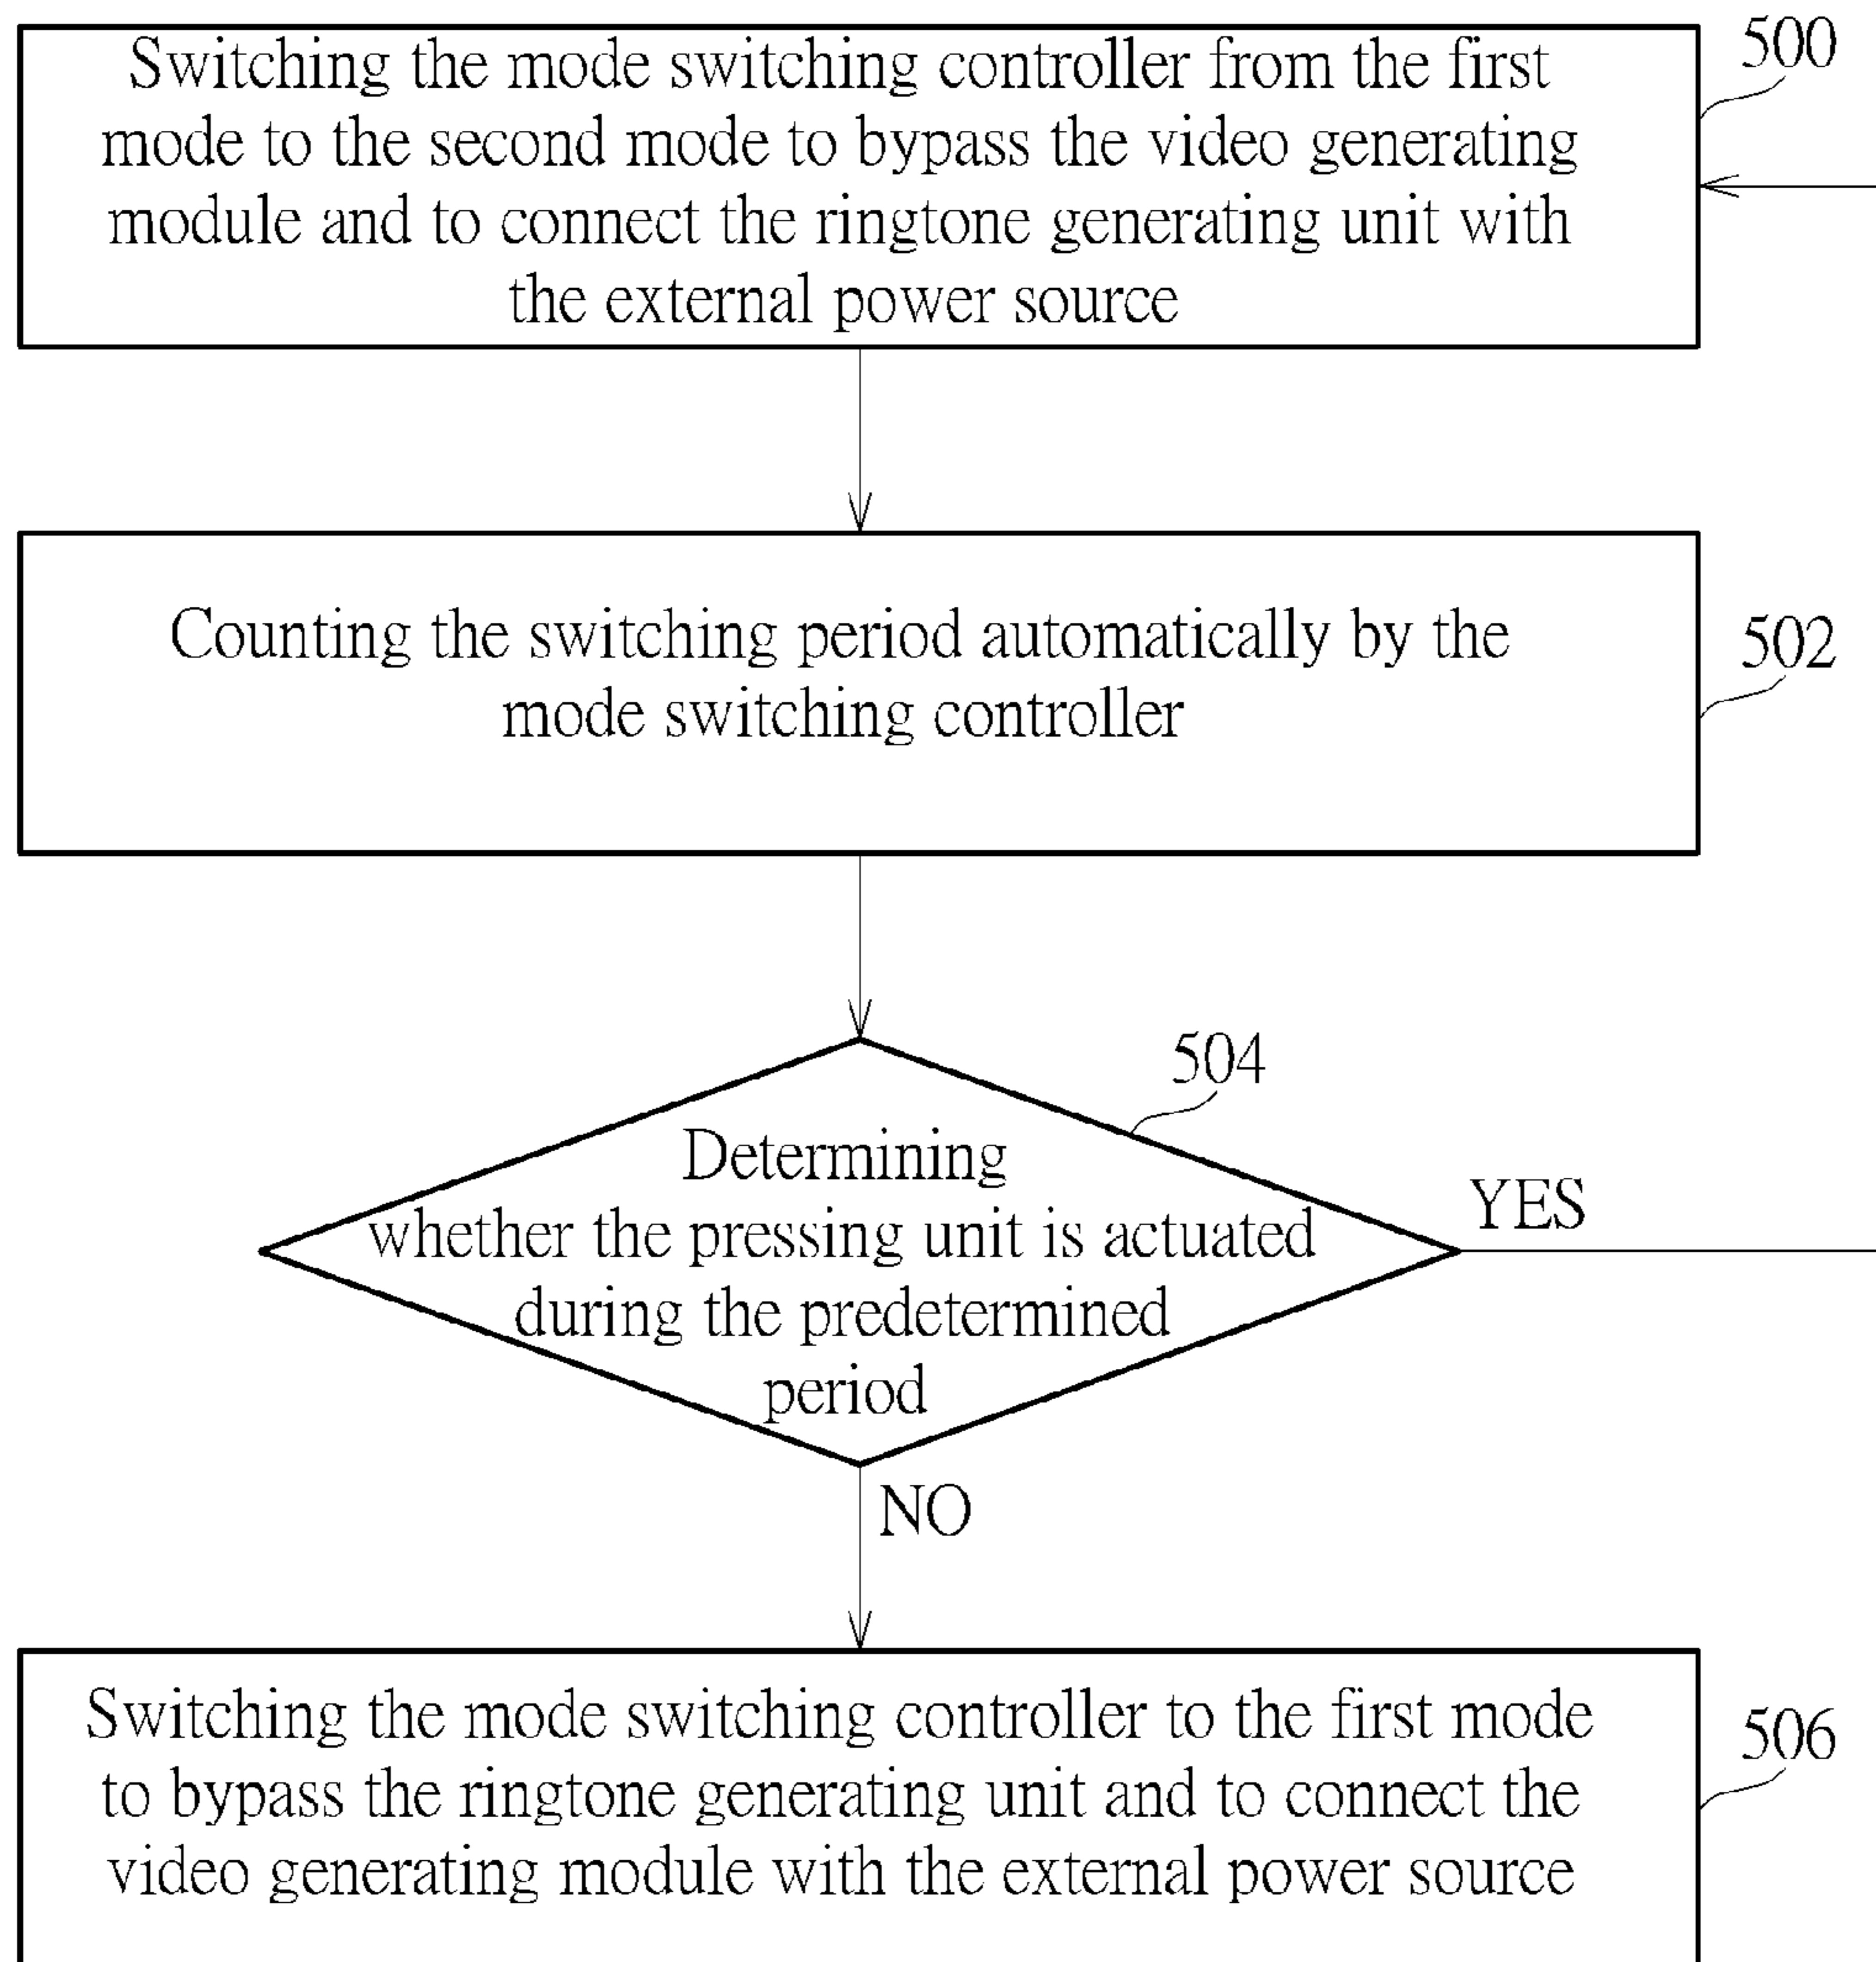 500
Switching the mode switching controller from the first
mode to the second mode to bypass the video generating
module and to connect the ringtone generating unit with
the external power source
502
Counting the switching period automatically by the
mode switching controller
504
Determining
whether the pressing unit is actuated
during the predetermined
period
YES
NO
506
Switching the mode switching controller to the first mode
to bypass the ringtone generating unit and to connect the
video generating module with the external power source